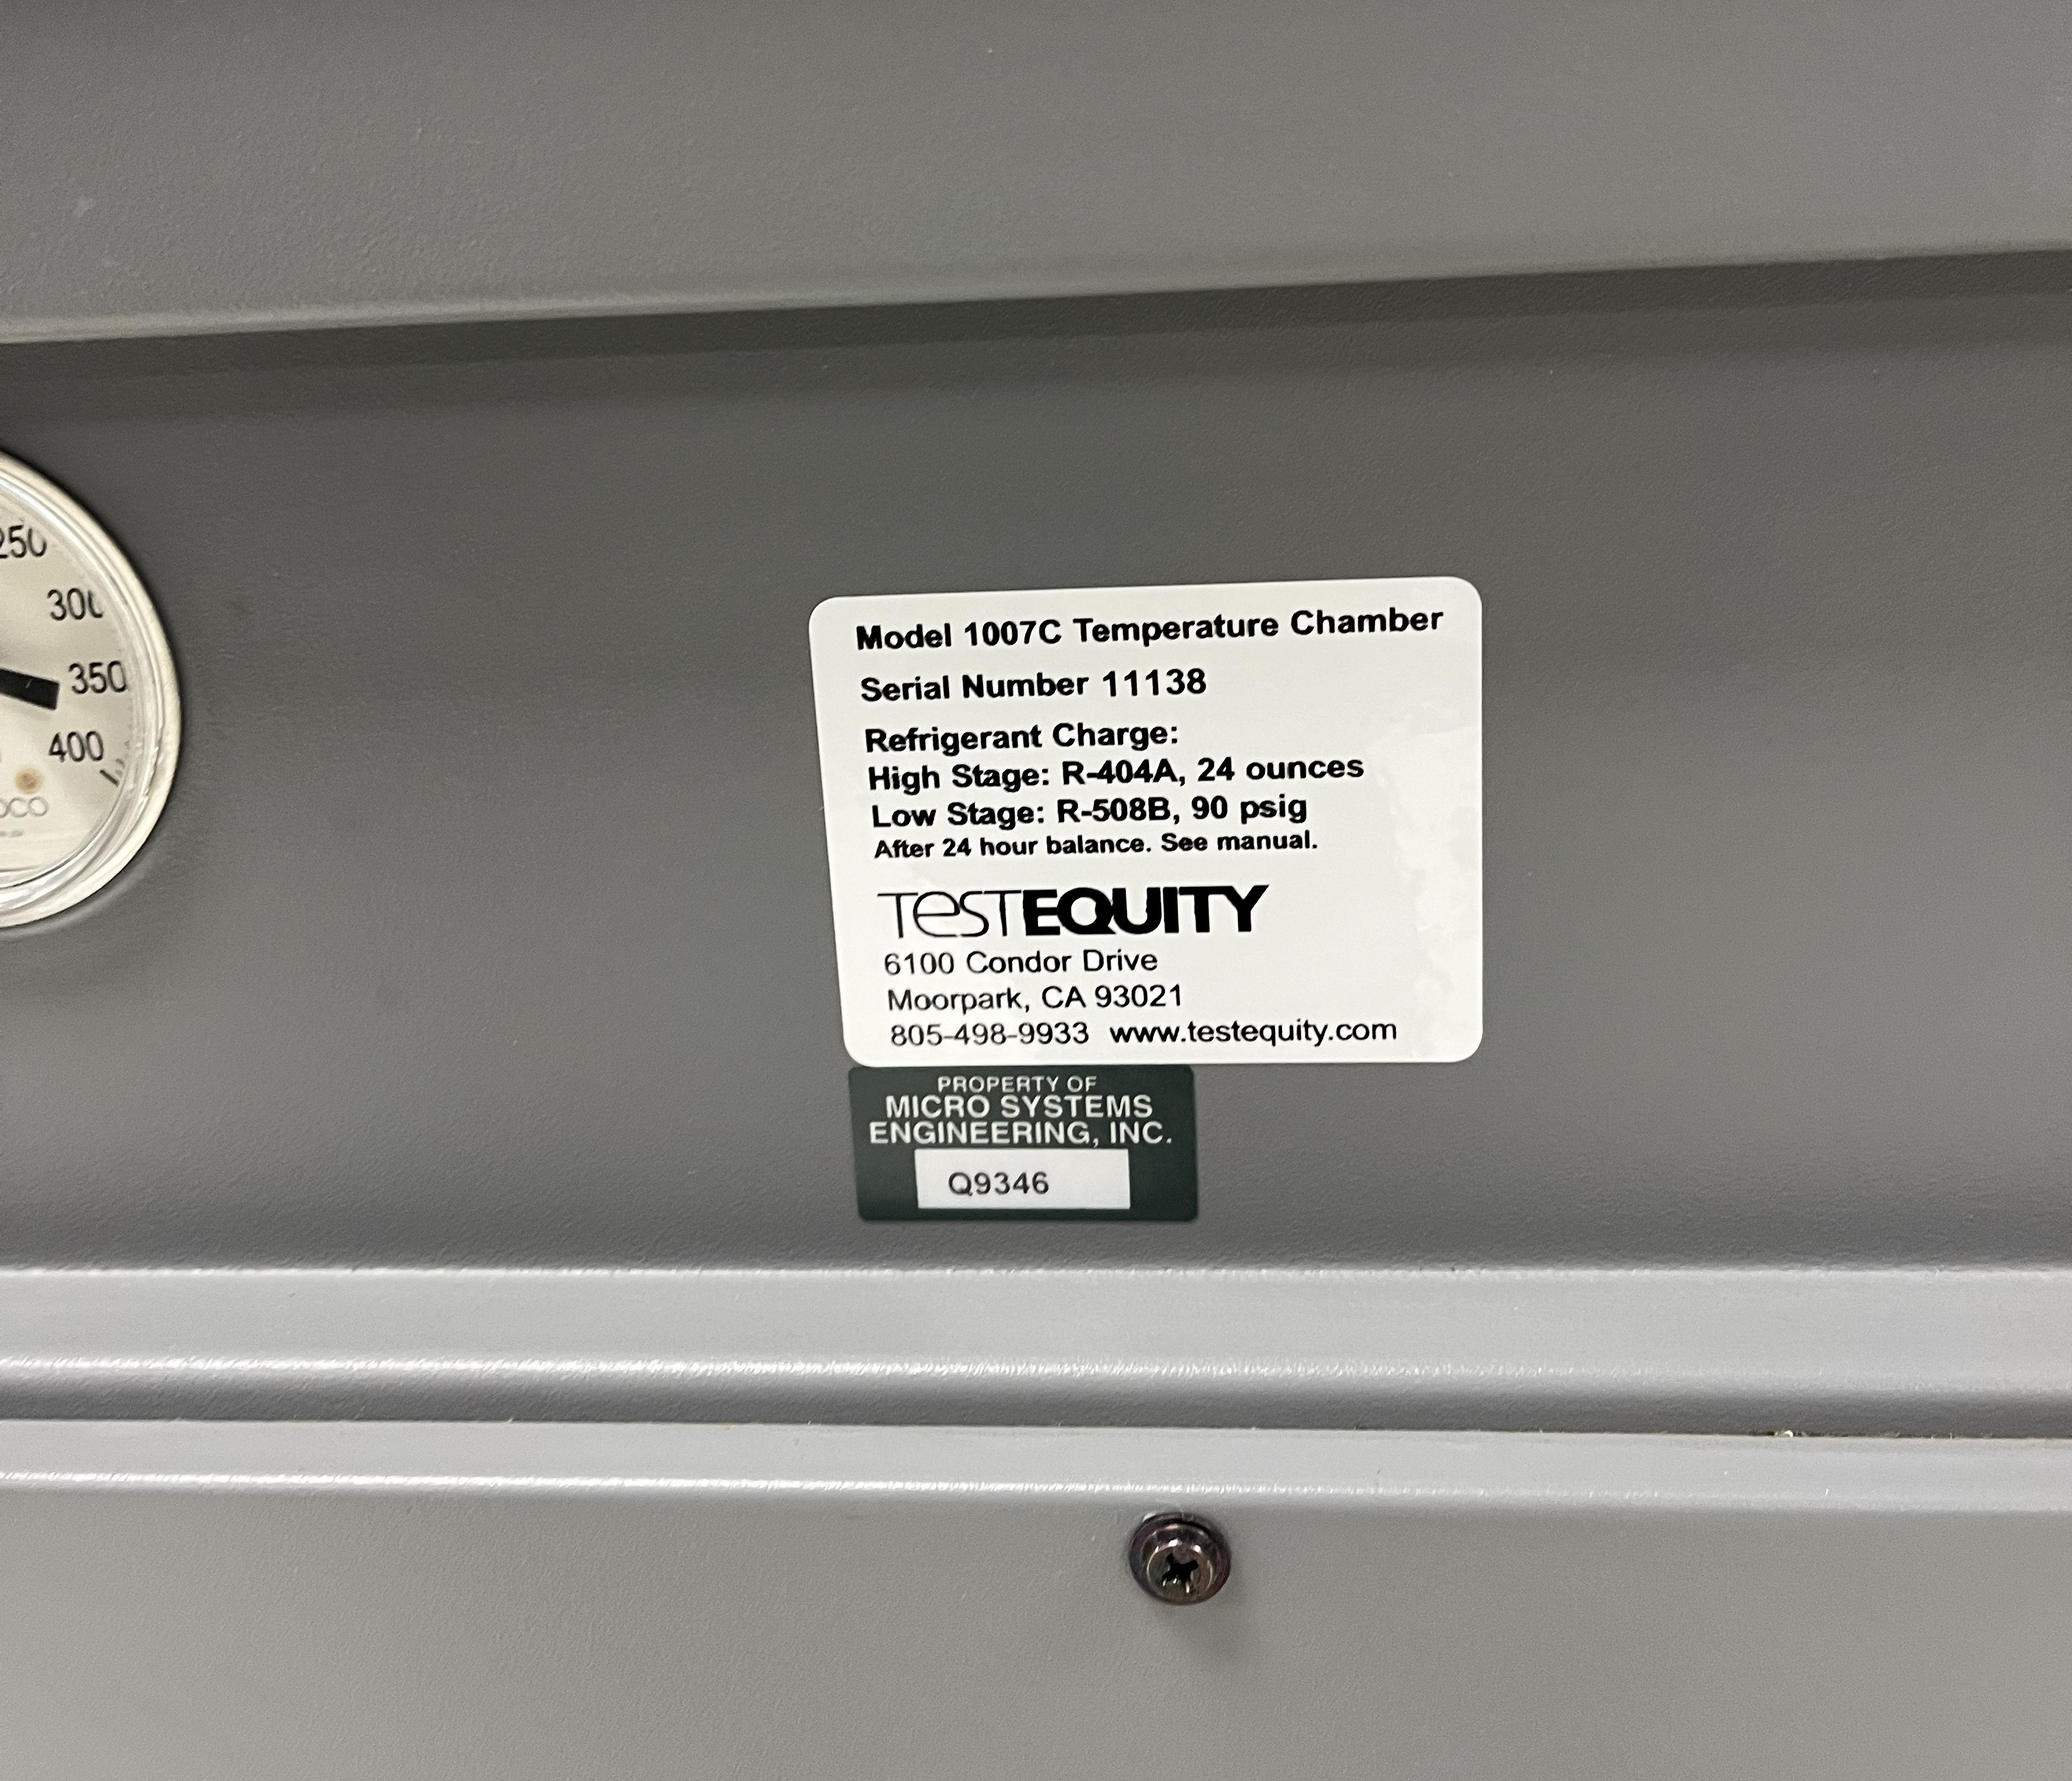 300
350
400
Model 1007C Temperature Chamber
Serial Number 11138
Refrigerant Charge:
High Stage: R-404A, 24 ounces
Low Stage: R-508B, 90 psig
After 24 hour balance. See manual.
TestEQUITY
6100 Condor Drive
Moorpark, CA 93021
805-498-9933 www.testequity.com
PROPERTY OF
MICRO SYSTEMS
ENGINEERING, INC.
Q9346